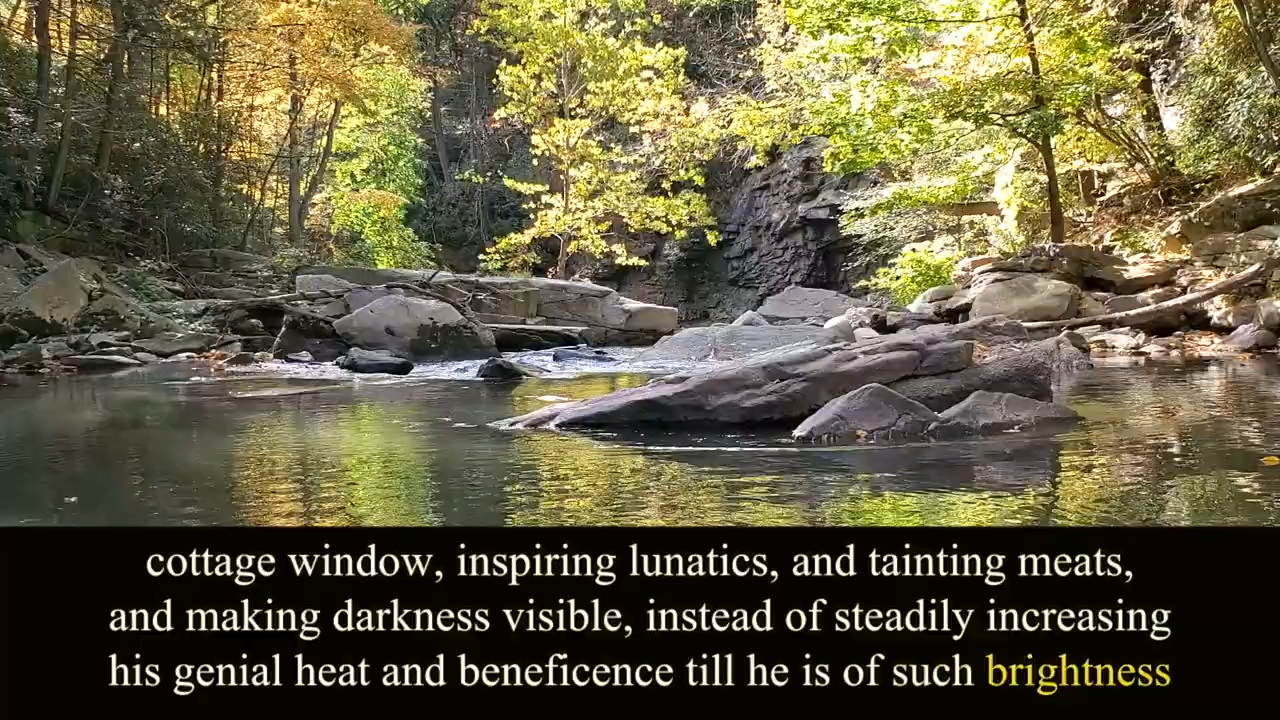 cottage window, inspiring lunatics, and tainting meats,
and making darkness visible, instead of steadily increasing
his genial heat and beneficence till he is of such brightness